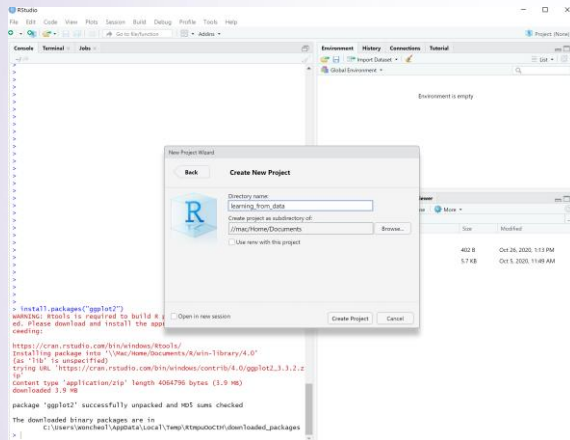 RStudio
File Edit Code View Plots Session Build Debug Profile Tools Help
Go to file/function
Addins
Project: (None)
Console Terminal Jobs
Environment History Connections Tutorial
Import Dataset
List
Global Environment
Environment is empty
New Project Wizard
Back
Create New Project
Directory name:
learning_from_data
Create project as subdirectory of:
//mac/Home/Documents
Browse...
Use renv with this project
Open in new session
Create Project
Cancel
More
Size Modified
402 B Oct 26, 2020, 1:13 PM
5.7 KB Oct 5, 2020, 11:49 AM
> install.packages("ggplot2")
WARNING: Rtools is required to build R
ed. Please download and install the app
ceeding:
https://cran.rstudio.com/bin/windows/Rtools/
Installing package into '\\Mac/Home/Documents/R/win-library/4.0'
(as 'lib' is unspecified)
trying URL 'https://cran.rstudio.com/bin/windows/contrib/4.0/ggplot2_3.3.2.z
ip'
Content type 'application/zip' length 4064796 bytes (3.9 MB)
downloaded 3.9 MB
package 'ggplot2' successfully unpacked and MD5 sums checked
The downloaded binary packages are in
C:\Users\woncheol\AppData\Local\Temp\RtmpuOoCtH\downloaded_packages
>